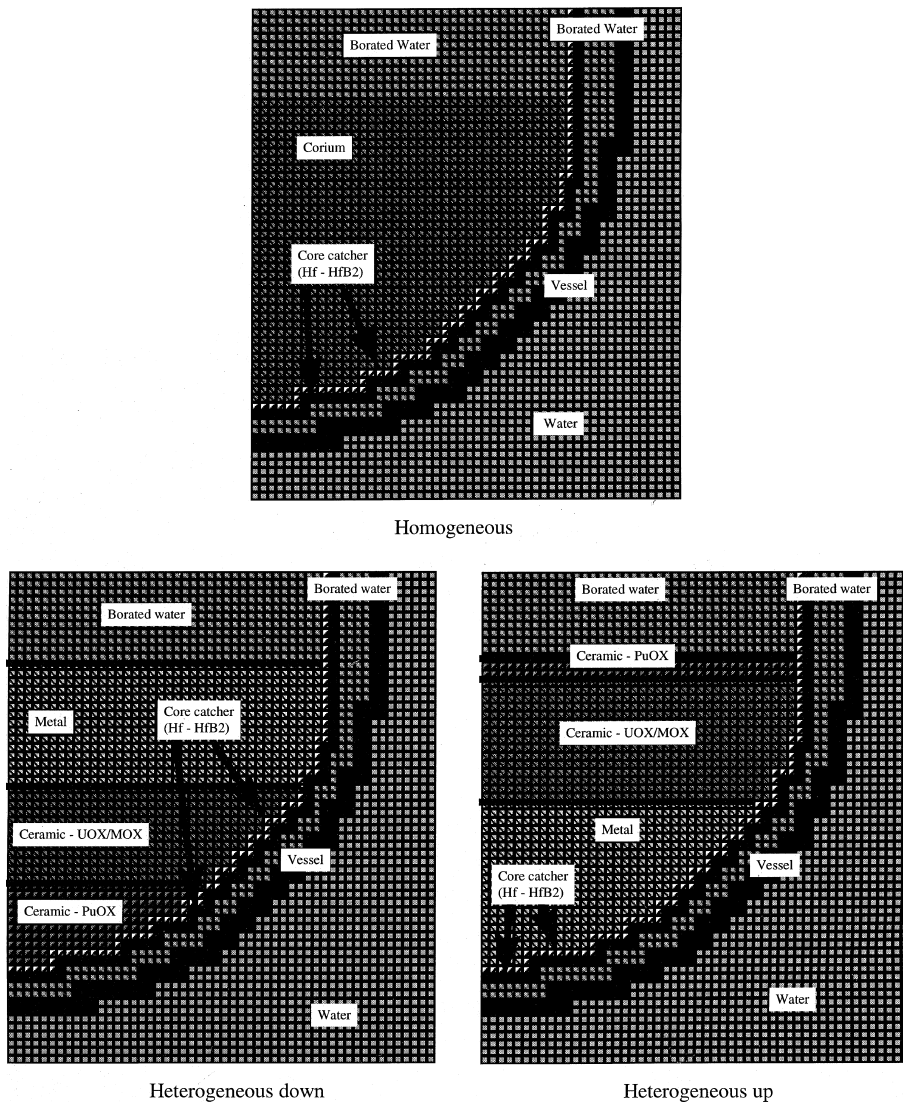 Borated Water
Borated Water
Corium
Core catcher
(Hf - HfB2)
Vessel
Water
Homogeneous
Borated water
Borated water
Metal
Core catcher
(Hf - HfB2)
Ceramic - UOX/MOX
Vessel
Ceramic - PuOX
Water
Heterogeneous down
Borated water
Borated water
Ceramic - PuOX
Ceramic - UOX/MOX
Metal
Vessel
Core catcher
(Hf - HfB2)
Water
Heterogeneous up